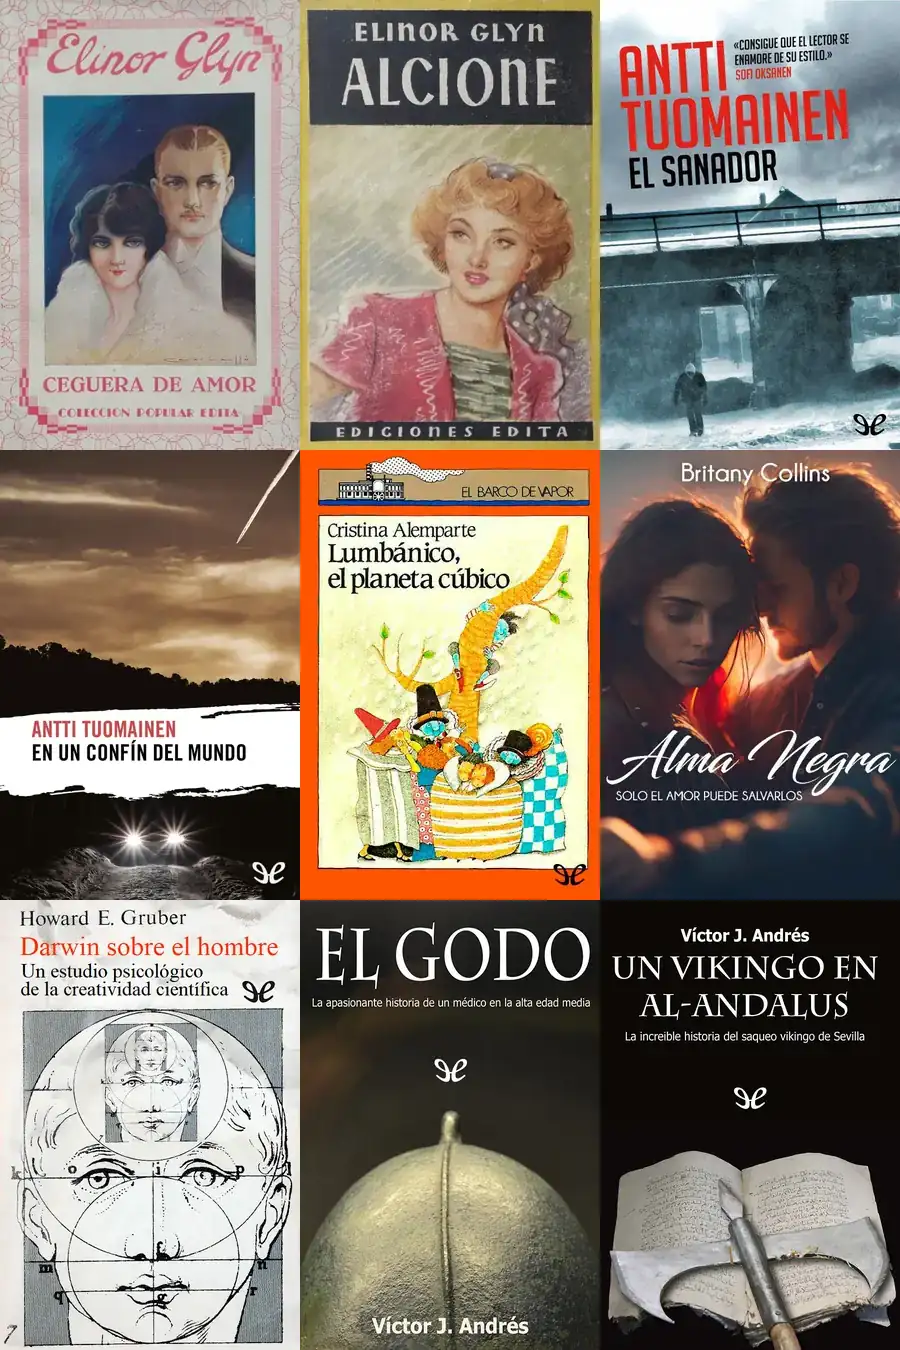 Elinor Glyn
CEGUERA DE AMOR
COLECCION POPULAR EDITA
ELINOR GLYN
ALCIONE
EDICIONES EDITA
ANTTI
TUOMAINEN
EL SANADOR
«CONSIGUE QUE EL LECTOR SE
ENAMORE DE SU ESTILO.»
SOFI OKSANEN
ANTTI TUOMAINEN
EN UN CONFÍN DEL MUNDO
EL BARCO DE VAPOR
Cristina Alemparte
Lumbánico,
el planeta cúbico
Britany Collins
Alma Negra
SOLO EL AMOR PUEDE SALVARLOS
Howard E. Gruber
Darwin sobre el hombre
Un estudio psicológico
de la creatividad científica
k o i p l
f
m n
q g r
7
EL GODO
La apasionante historia de un médico en la alta edad media
Víctor J. Andrés
Víctor J. Andrés
UN VIKINGO EN
AL-ANDALUS
La increible historia del saqueo vikingo de Sevilla